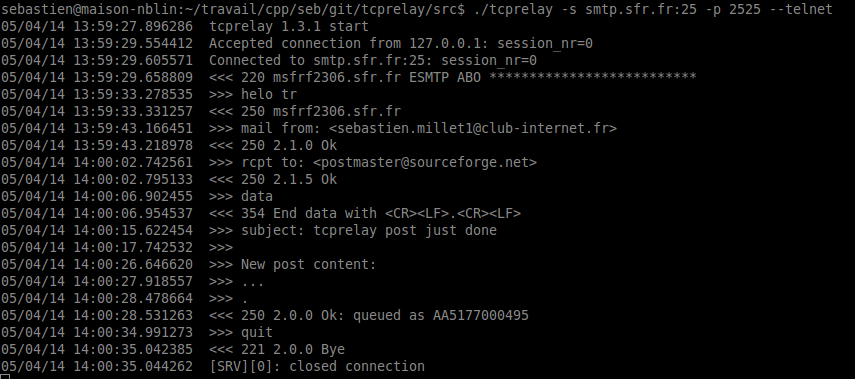 sebastien@maison-nblin:~/travail/cpp/seb/git/tcprelay/src$ ./tcprelay -s smtp.sfr.fr:25 -p 2525 --telnet
05/04/14 13:59:27.896286  tcprelay 1.3.1 start
05/04/14 13:59:29.554412  Accepted connection from 127.0.0.1: session_nr=0
05/04/14 13:59:29.605571  Connected to smtp.sfr.fr:25: session_nr=0
05/04/14 13:59:29.658809  <<< 220 msfrf2306.sfr.fr ESMTP ABO **************************
05/04/14 13:59:33.278535  >>> helo tr
05/04/14 13:59:33.331257  <<< 250 msfrf2306.sfr.fr
05/04/14 13:59:43.166451  >>> mail from: <sebastien.millet1@club-internet.fr>
05/04/14 13:59:43.218978  <<< 250 2.1.0 Ok
05/04/14 14:00:02.742561  >>> rcpt to: <postmaster@sourceforge.net>
05/04/14 14:00:02.795133  <<< 250 2.1.5 Ok
05/04/14 14:00:06.902455  >>> data
05/04/14 14:00:06.954537  <<< 354 End data with <CR><LF>.<CR><LF>
05/04/14 14:00:15.622454  >>> subject: tcprelay post just done
05/04/14 14:00:17.742532  >>>
05/04/14 14:00:26.646620  >>> New post content:
05/04/14 14:00:27.918557  >>> ...
05/04/14 14:00:28.478664  >>> .
05/04/14 14:00:28.531263  <<< 250 2.0.0 Ok: queued as AA5177000495
05/04/14 14:00:34.991273  >>> quit
05/04/14 14:00:35.042385  <<< 221 2.0.0 Bye
05/04/14 14:00:35.044262  [SRV][0]: closed connection